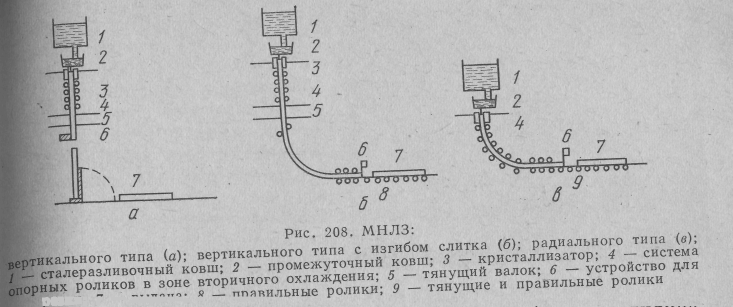 1
2
3
4
5
6
7
а
1
2
3
4
5
6
7
8
б
1
2
4
6
7
9
в
Рис. 208. МНЛЗ:
вертикального типа (а); вертикального типа с изгибом слитка (б); радиального типа (в);
1 — сталеразливочный ковш; 2 — промежуточный ковш; 3 — кристаллизатор; 4 — система
опорных роликов в зоне вторичного охлаждения; 5 — тянущий валок; 6 — устройство для
8 — правильные ролики; 9 — тянущие и правильные ролики